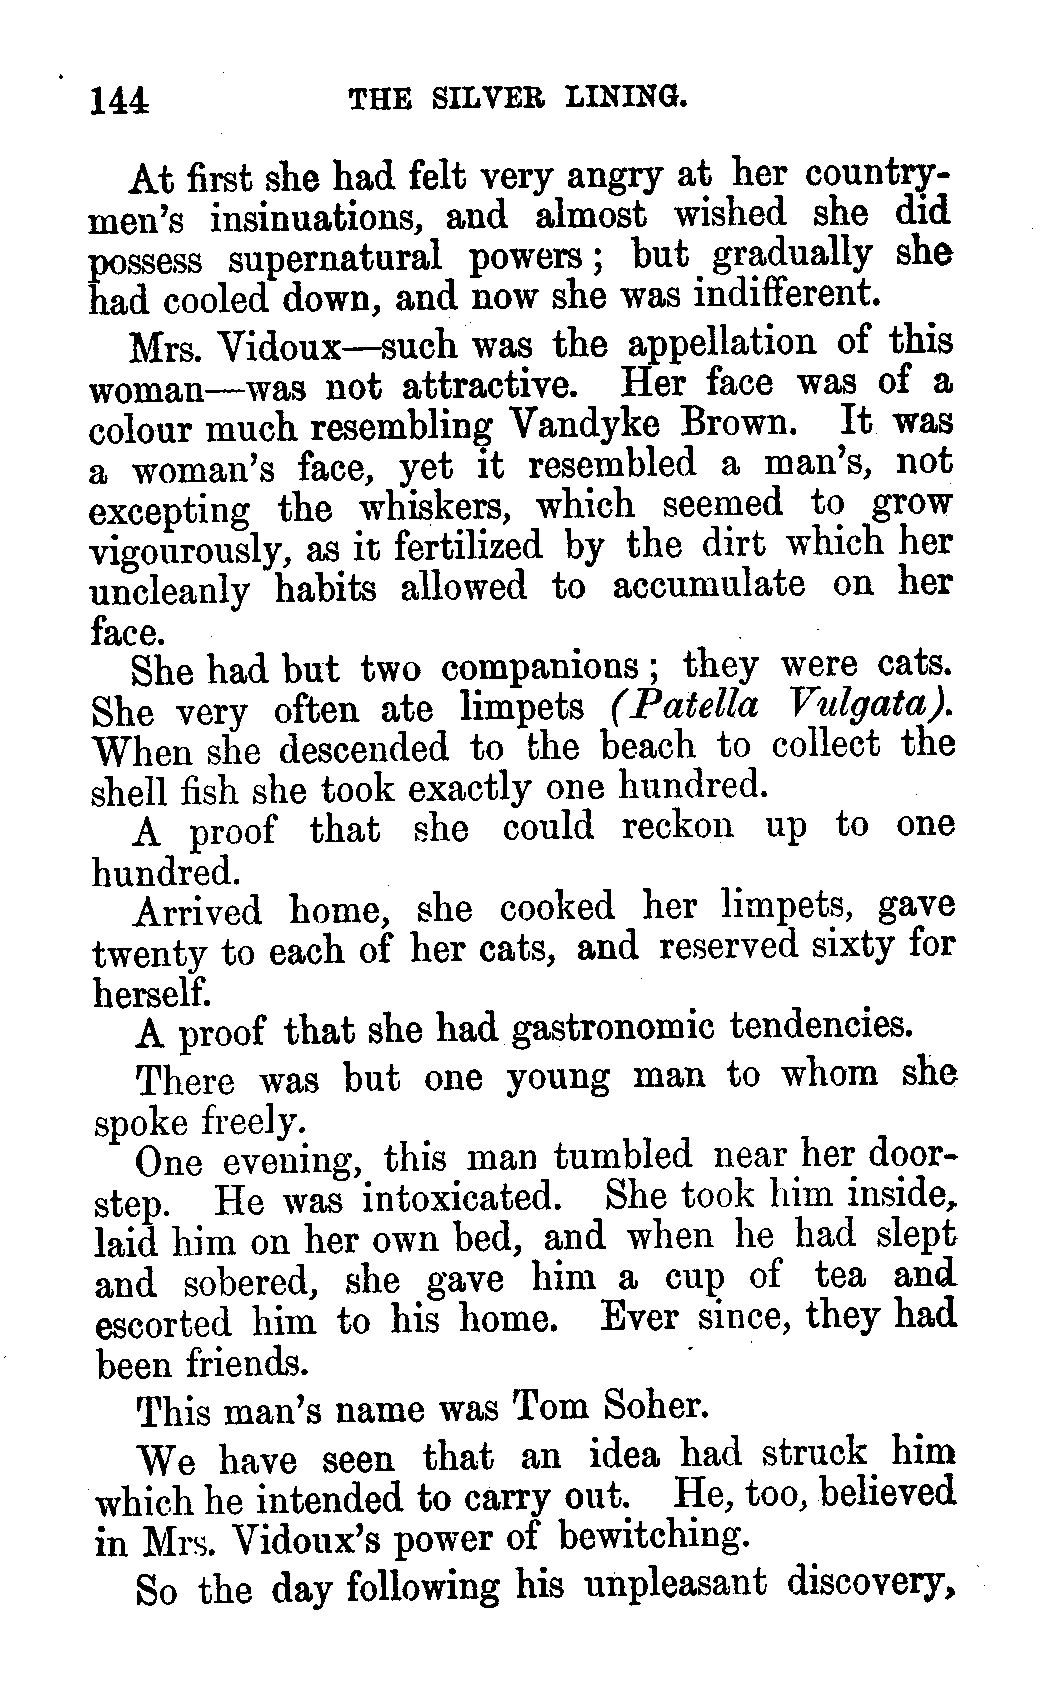 144 THE SILVER LINING.
At first she had felt very angry at her country-
men's insinuations, and almost wished she did
possess supernatural powers; but gradually she
had cooled down, and now she was indifferent.
Mrs. Vidoux—such was the appellation of this
woman—was not attractive. Her face was of a
colour much resembling Vandyke Brown. It was
a woman's face, yet it resembled a man's, not
excepting the whiskers, which seemed to grow
vigourously, as it fertilized by the dirt which her
uncleanly habits allowed to accumulate on her
face.
She had but two companions; they were cats.
She very often ate limpets (Patella Vulgata).
When she descended to the beach to collect the
shell fish she took exactly one hundred.
A proof that she could reckon up to one
hundred.
Arrived home, she cooked her limpets, gave
twenty to each of her cats, and reserved sixty for
herself.
A proof that she had gastronomic tendencies.
There was but one young man to whom she
spoke freely.
One evening, this man tumbled near her door-
step. He was intoxicated. She took him inside,
laid him on her own bed, and when he had slept
and sobered, she gave him a cup of tea and
escorted him to his home. Ever since, they had
been friends.
This man's name was Tom Soher.
We have seen that an idea had struck him
which he intended to carry out. He, too, believed
in Mrs. Vidoux's power of bewitching.
So the day following his unpleasant discovery,